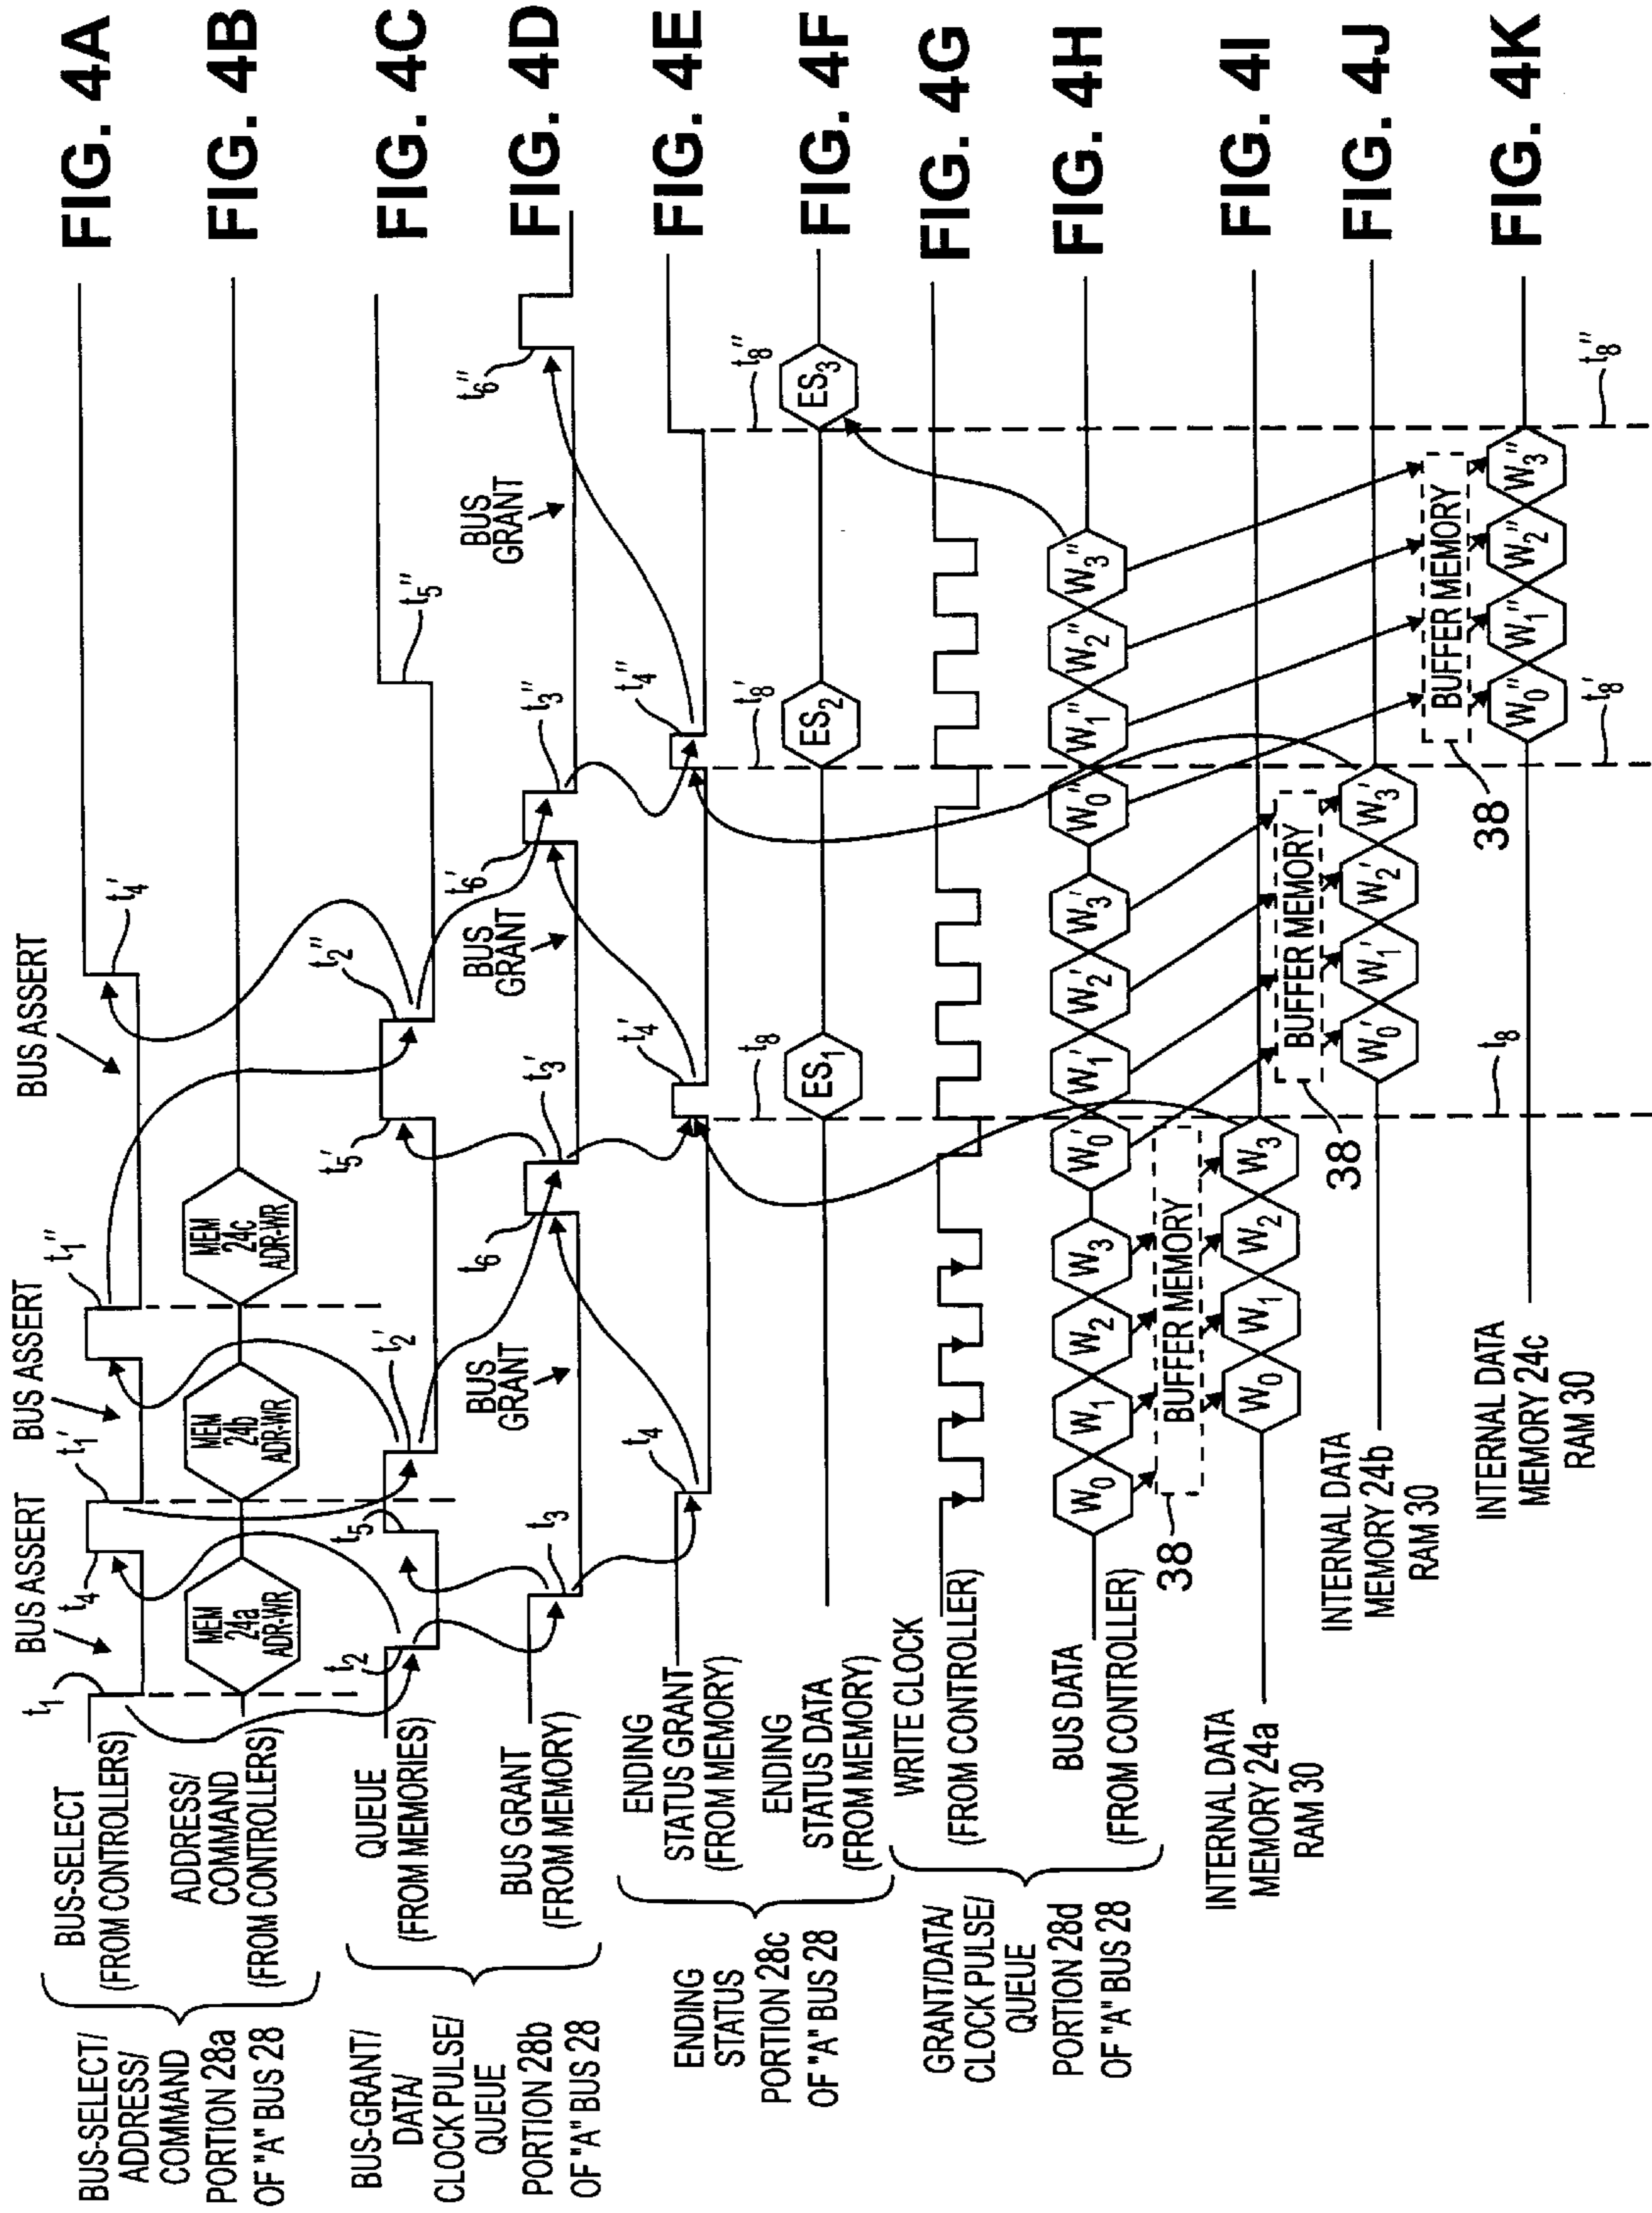 FIG. 4A
BUS-SELECT/
ADDRESS/
COMMAND
PORTION 28a
OF "A" BUS 28
BUS-SELECT
(FROM CONTROLLERS)
t1
BUS ASSERT
t4
t1'
BUS ASSERT
t1''
BUS ASSERT
t4'
FIG. 4B
ADDRESS/
COMMAND
(FROM CONTROLLERS)
MEM
24a
ADR-WR
MEM
24b
ADR-WR
MEM
24c
ADR-WR
FIG. 4C
BUS-GRANT/
DATA/
CLOCK PULSE/
QUEUE
PORTION 28b
OF "A" BUS 28
QUEUE
(FROM MEMORIES)
t2
t5
t2'
t5'
t2''
t5''
FIG. 4D
BUS GRANT
(FROM MEMORY)
t3
BUS
GRANT
t6
t3'
BUS
GRANT
t6'
t3''
BUS
GRANT
t6''
FIG. 4E
ENDING
STATUS
PORTION 28c
OF "A" BUS 28
ENDING
STATUS GRANT
(FROM MEMORY)
t4
t4'
t4''
FIG. 4F
ENDING
STATUS DATA
(FROM MEMORY)
t8
ES1
t8'
ES2
t8''
ES3
FIG. 4G
GRANT/DATA/
CLOCK PULSE/
QUEUE
PORTION 28d
OF "A" BUS 28
WRITE CLOCK
(FROM CONTROLLER)
FIG. 4H
BUS DATA
(FROM CONTROLLER)
W0 W1 W2 W3 W0' W1' W2' W3' W0'' W1'' W2'' W3''
38
BUFFER MEMORY
FIG. 4I
INTERNAL DATA
MEMORY 24a
RAM 30
W0 W1 W2 W3
38
BUFFER MEMORY
FIG. 4J
INTERNAL DATA
MEMORY 24b
RAM 30
W0' W1' W2' W3'
38
BUFFER MEMORY
FIG. 4K
INTERNAL DATA
MEMORY 24c
RAM 30
W0'' W1'' W2'' W3''
t8
t8'
t8''